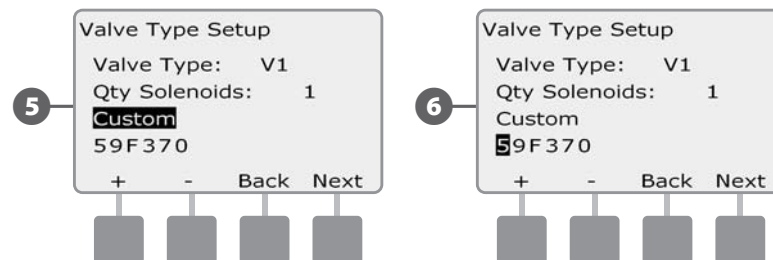 Valve Type Setup
Valve Type: V1
Qty Solenoids: 1
Custom
59F370
+ - Back Next
5
Valve Type Setup
Valve Type: V1
Qty Solenoids: 1
Custom
59F370
+ - Back Next
6